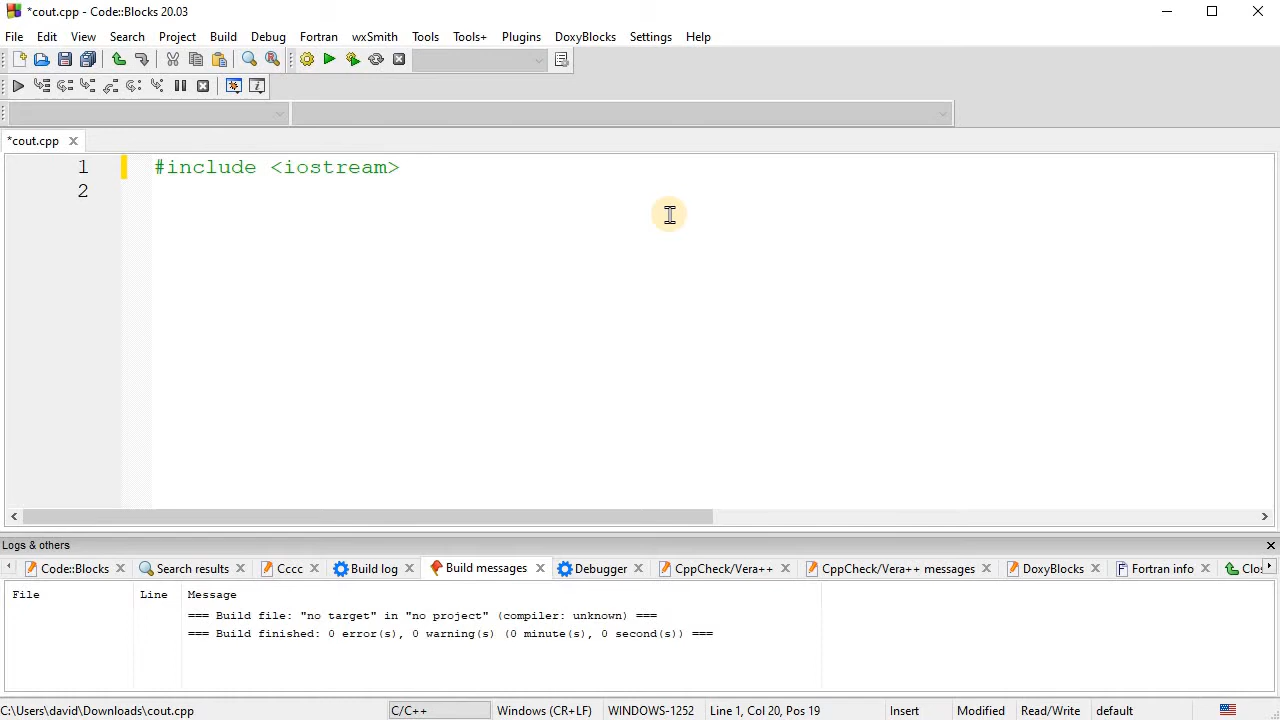 *cout.cpp - Code::Blocks 20.03
File Edit View Search Project Build Debug Fortran wxSmith Tools Tools+ Plugins DoxyBlocks Settings Help
*cout.cpp
1 #include <iostream>
2
Logs & others
Code::Blocks Search results Cccc Build log Build messages Debugger CppCheck/Vera++ CppCheck/Vera++ messages DoxyBlocks Fortran info Clos
File Line Message
=== Build file: "no target" in "no project" (compiler: unknown) ===
=== Build finished: 0 error(s), 0 warning(s) (0 minute(s), 0 second(s)) ===
C:\Users\david\Downloads\cout.cpp C/C++ Windows (CR+LF) WINDOWS-1252 Line 1, Col 20, Pos 19 Insert Modified Read/Write default